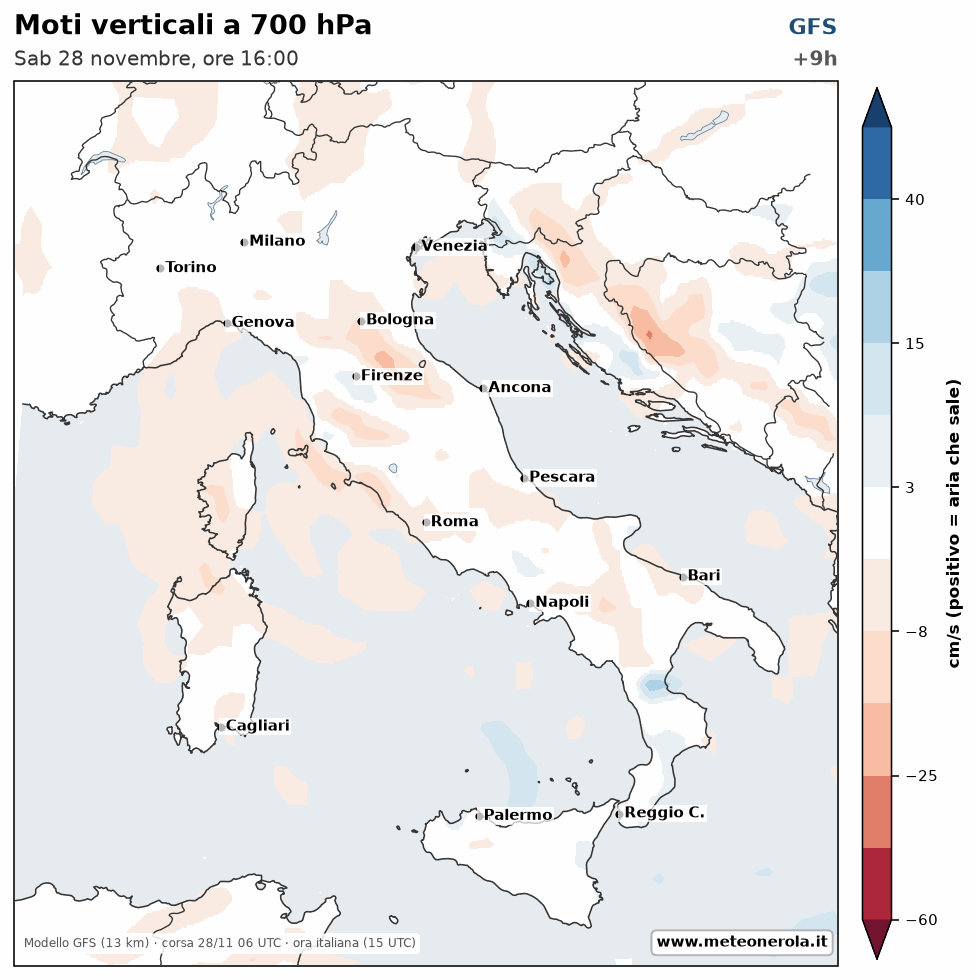 Moti verticali a 700 hPa
GFS
Sab 28 novembre, ore 16:00
+9h
Milano
Venezia
Torino
Genova
Bologna
Firenze
Ancona
Pescara
Roma
Bari
Napoli
Cagliari
Palermo
Reggio C.
40
15
3
−8
−25
−60
cm/s (positivo = aria che sale)
Modello GFS (13 km) · corsa 28/11 06 UTC · ora italiana (15 UTC)
www.meteonerola.it